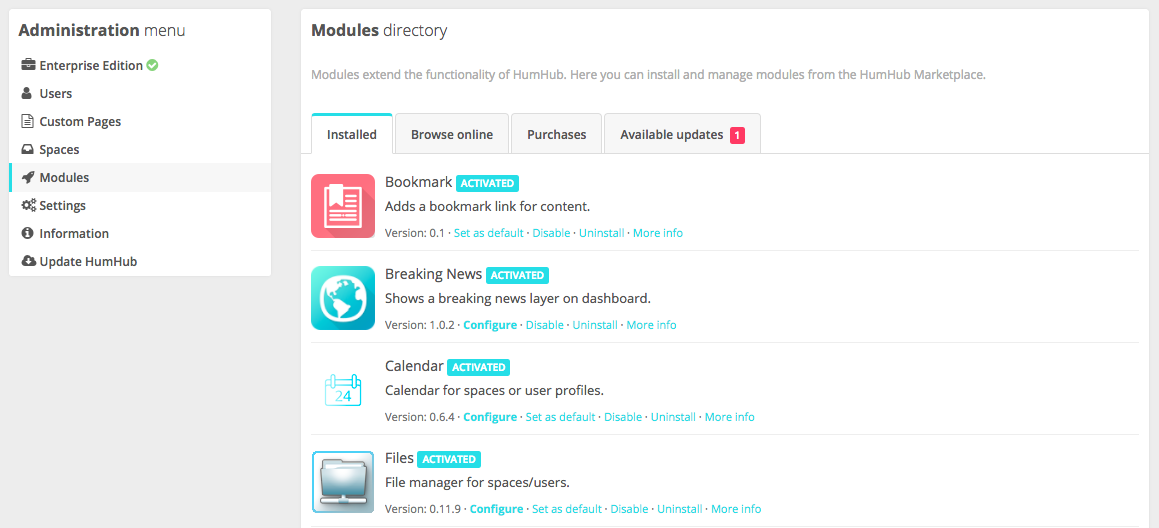 Administration menu
Enterprise Edition
Users
Custom Pages
Spaces
Modules
Settings
Information
Update HumHub
Modules directory
Modules extend the functionality of HumHub. Here you can install and manage modules from the HumHub Marketplace.
Installed Browse online Purchases Available updates 1
Bookmark ACTIVATED
Adds a bookmark link for content.
Version: 0.1 · Set as default · Disable · Uninstall · More info
Breaking News ACTIVATED
Shows a breaking news layer on dashboard.
Version: 1.0.2 · Configure · Disable · Uninstall · More info
24
Calendar ACTIVATED
Calendar for spaces or user profiles.
Version: 0.6.4 · Configure · Set as default · Disable · Uninstall · More info
Files ACTIVATED
File manager for spaces/users.
Version: 0.11.9 · Configure · Set as default · Disable · Uninstall · More info